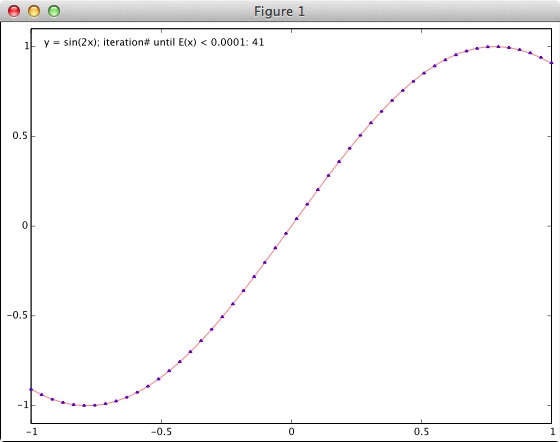 Figure 1
y = sin(2x); iteration# until E(x) < 0.0001: 41
1
0.5
0
−0.5
−1
−1 −0.5 0 0.5 1